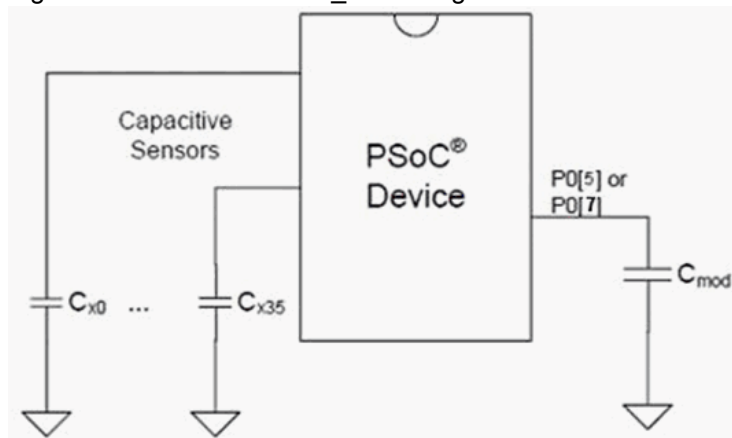 Capacitive
Sensors
PSoC®
Device
P0[5] or
P0[7]
Cx0 ... Cx35
Cmod